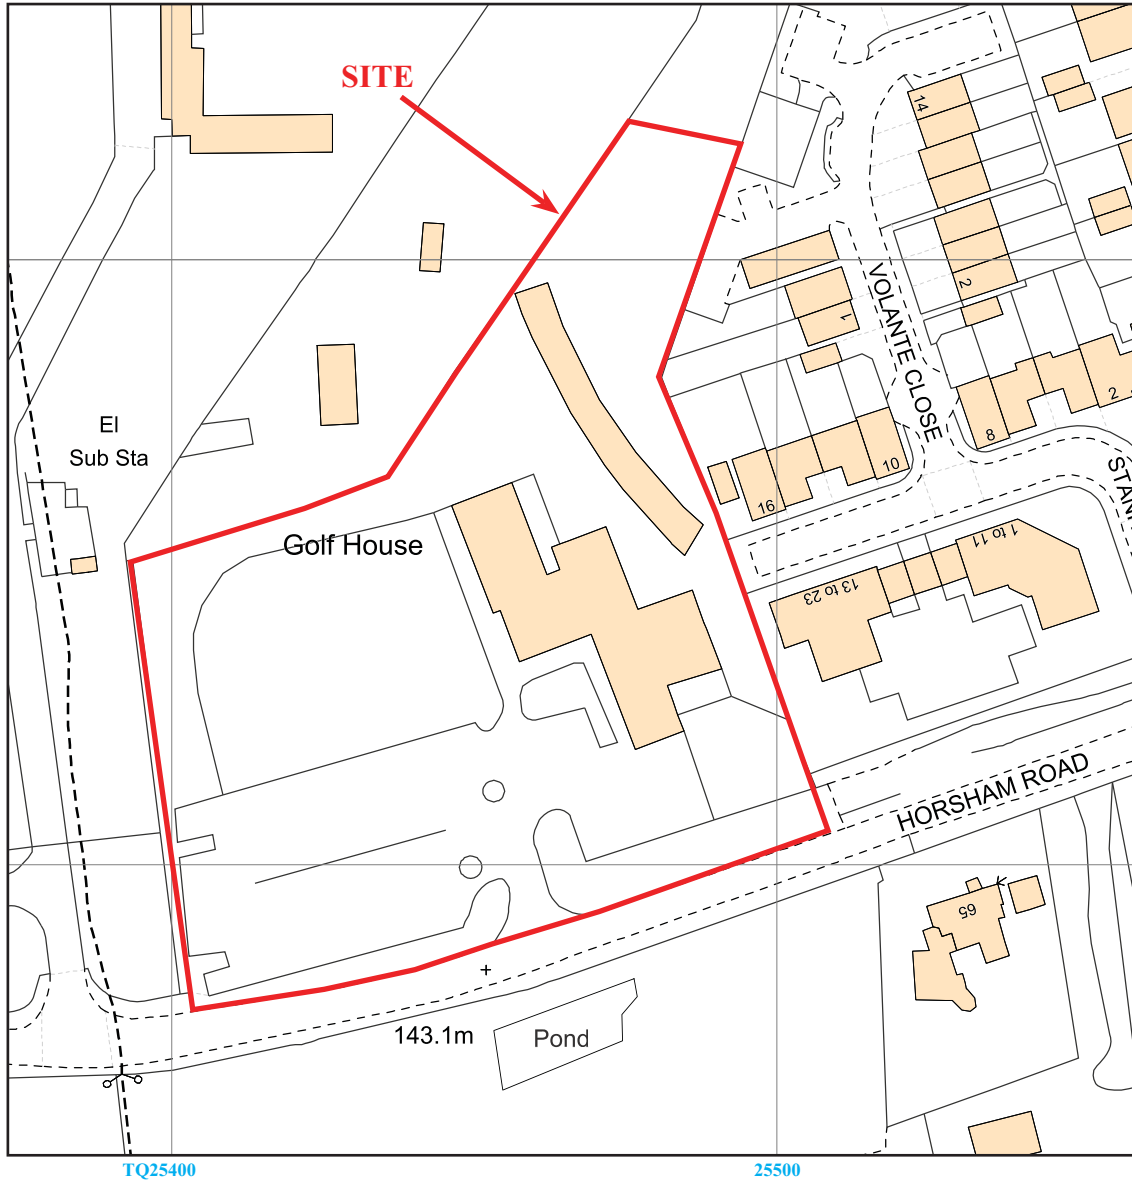 SITE
14
2
VOLANTE CLOSE
1
El
Sub Sta
2
8
10
16
STAN
Golf House
1 to 11
13 to 23
HORSHAM ROAD
65
143.1m
Pond
TQ25400
25500